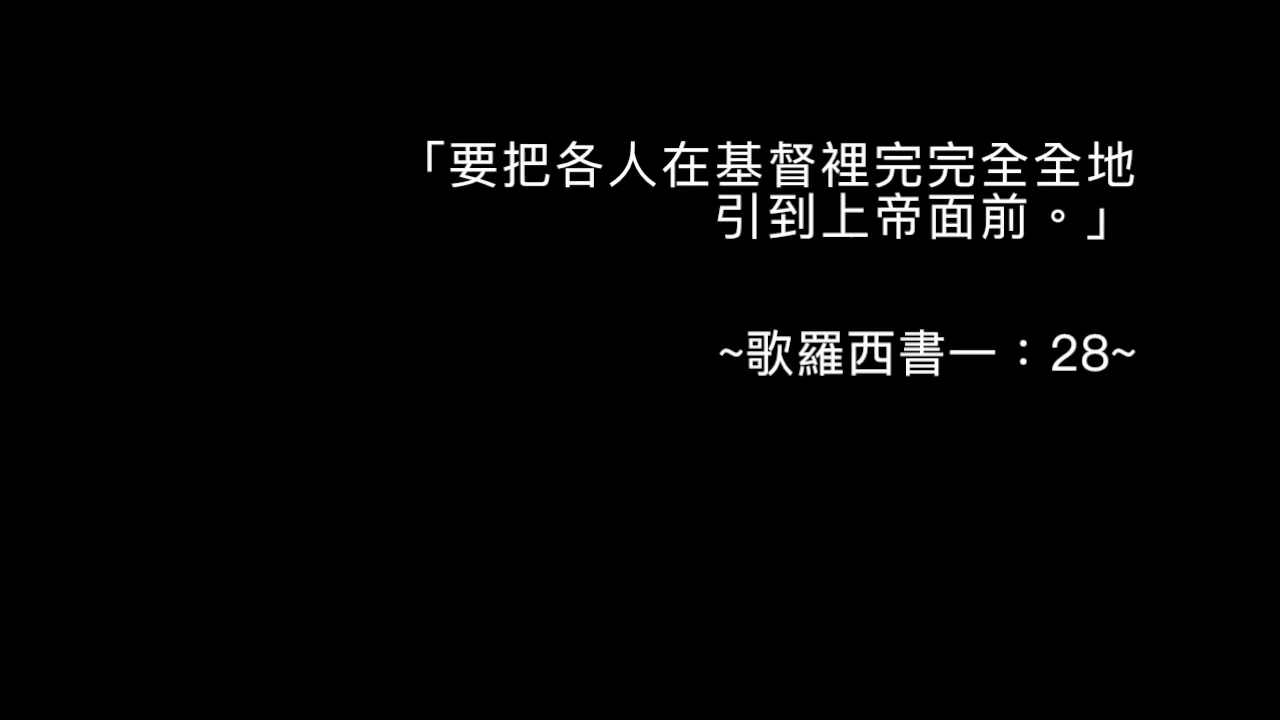 「要把各人在基督裡完完全全地
引到上帝面前。」
~歌羅西書一：28~